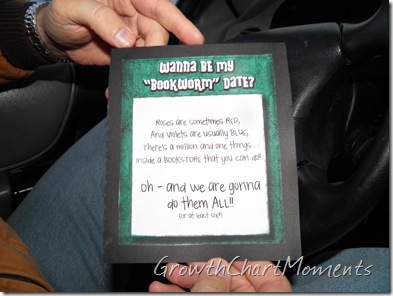 WANNA BE MY
"BOOKWORM" DATE?
ROSES ARE SOMETIMES RED,
AND VIOLETS ARE USUALLY BLUE,
THERE'S A MILLION AND ONE THINGS...
INSIDE A BOOKSTORE THAT YOU CAN DO!!
oh - and we are gonna
do them ALL!!
(or at least six!!)
GrowthChartMoments